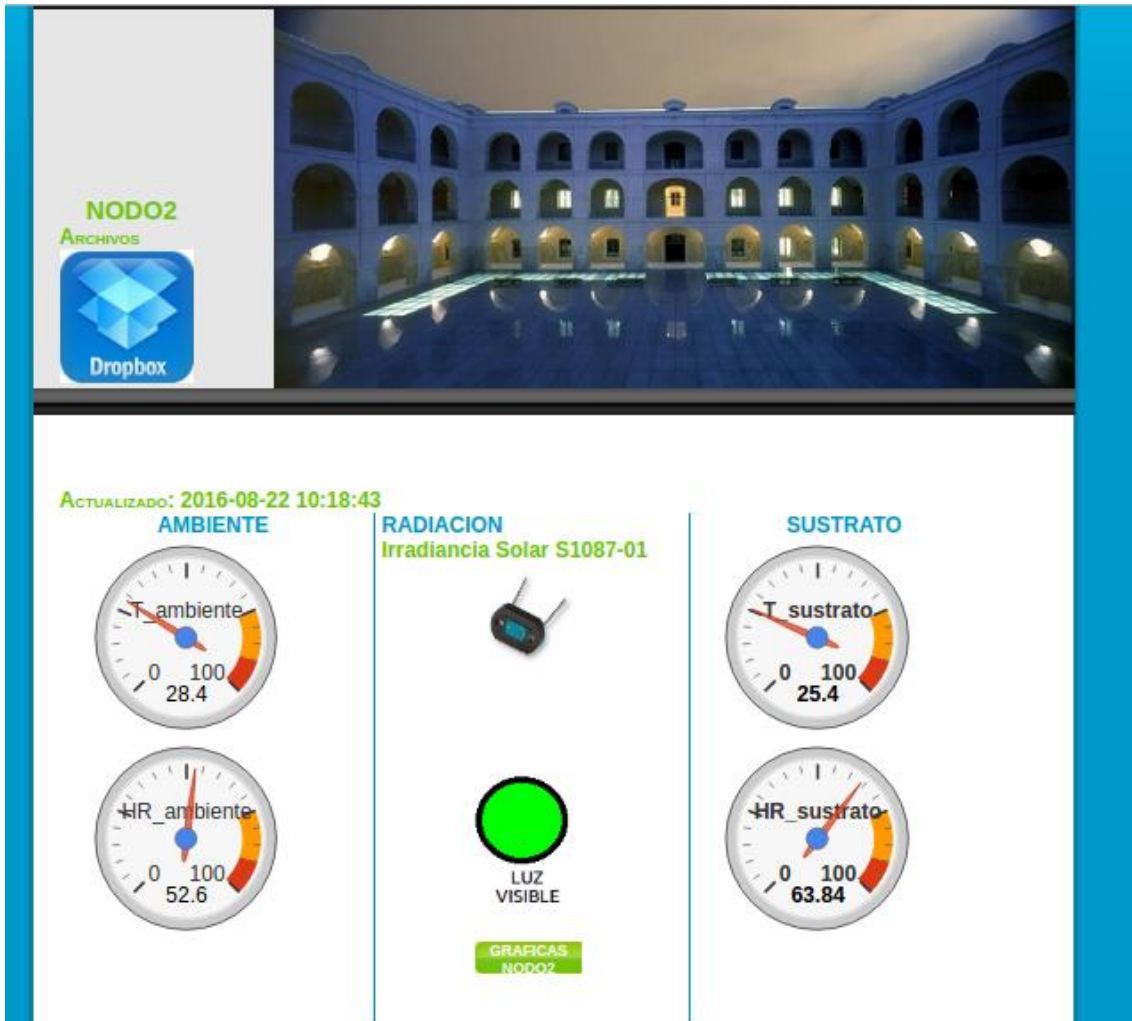 NODO2
Archivos
Dropbox
Actualizado: 2016-08-22 10:18:43
AMBIENTE
T_ambiente
0 100
28.4
HR_ambiente
0 100
52.6
RADIACION
Irradiancia Solar S1087-01
LUZ
VISIBLE
GRAFICAS
NODO2
SUSTRATO
T_sustrato
0 100
25.4
HR_sustrato
0 100
63.84